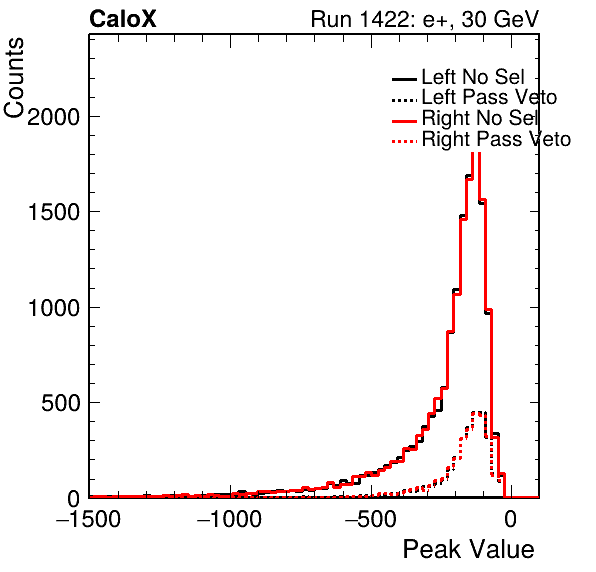 CaloX Run 1422: e+, 30 GeV
Counts
Left No Sel
Left Pass Veto
Right No Sel
Right Pass Veto
2000
1500
1000
500
0
−1500 −1000 −500 0
Peak Value